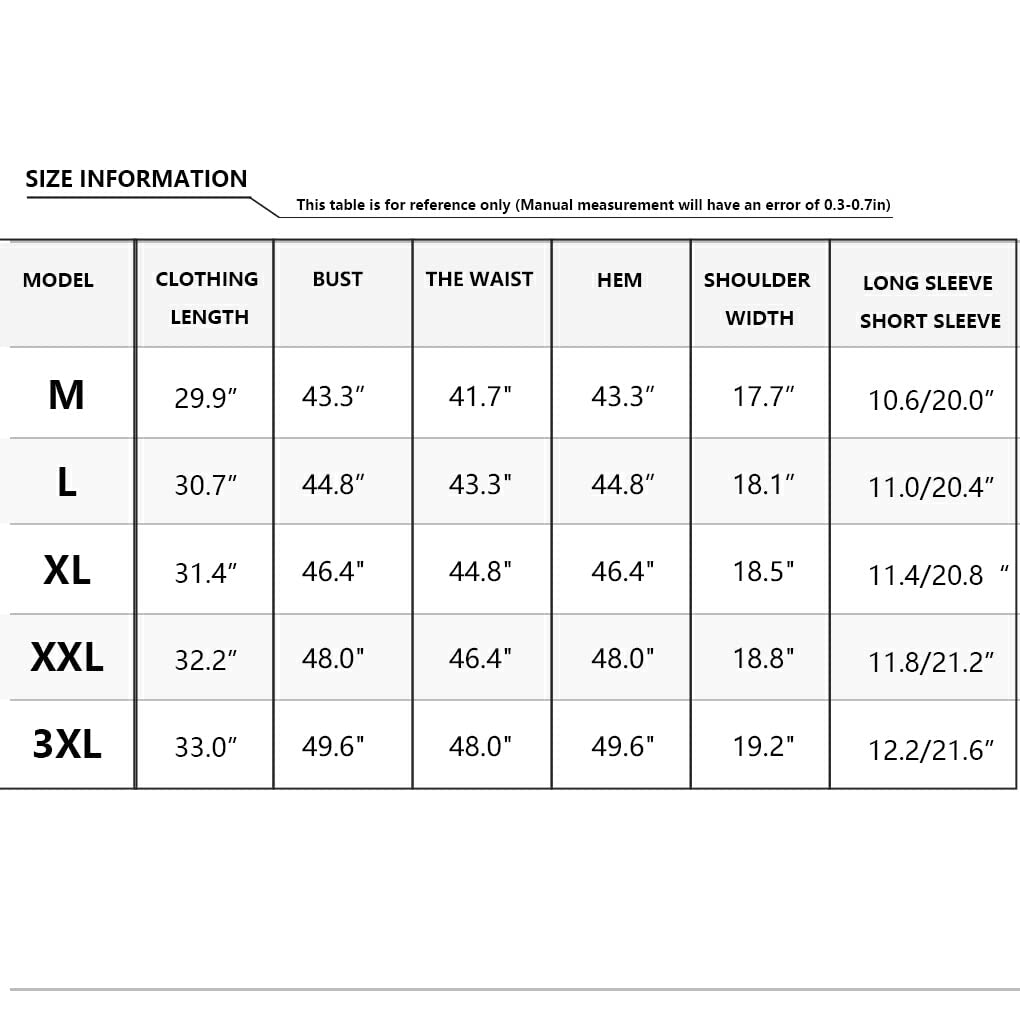 SIZE INFORMATION
This table is for reference only (Manual measurement will have an error of 0.3-0.7in)
MODEL CLOTHING LENGTH BUST THE WAIST HEM SHOULDER WIDTH LONG SLEEVE SHORT SLEEVE
M 29.9″ 43.3″ 41.7" 43.3″ 17.7″ 10.6/20.0″
L 30.7″ 44.8″ 43.3" 44.8″ 18.1″ 11.0/20.4″
XL 31.4″ 46.4" 44.8" 46.4" 18.5" 11.4/20.8 “
XXL 32.2″ 48.0" 46.4" 48.0" 18.8" 11.8/21.2″
3XL 33.0″ 49.6" 48.0" 49.6" 19.2" 12.2/21.6″